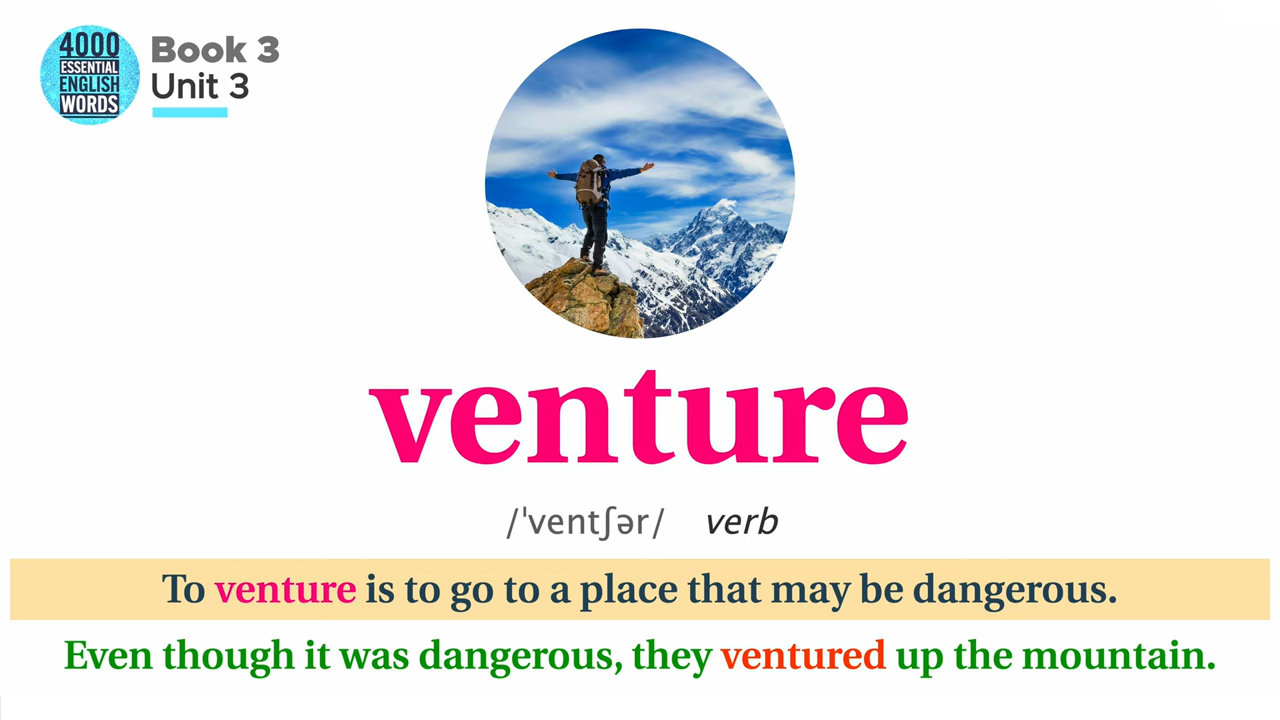 4000
ESSENTIAL
ENGLISH
WORDS
Book 3
Unit 3
venture
/ˈventʃər/ verb
To venture is to go to a place that may be dangerous.
Even though it was dangerous, they ventured up the mountain.